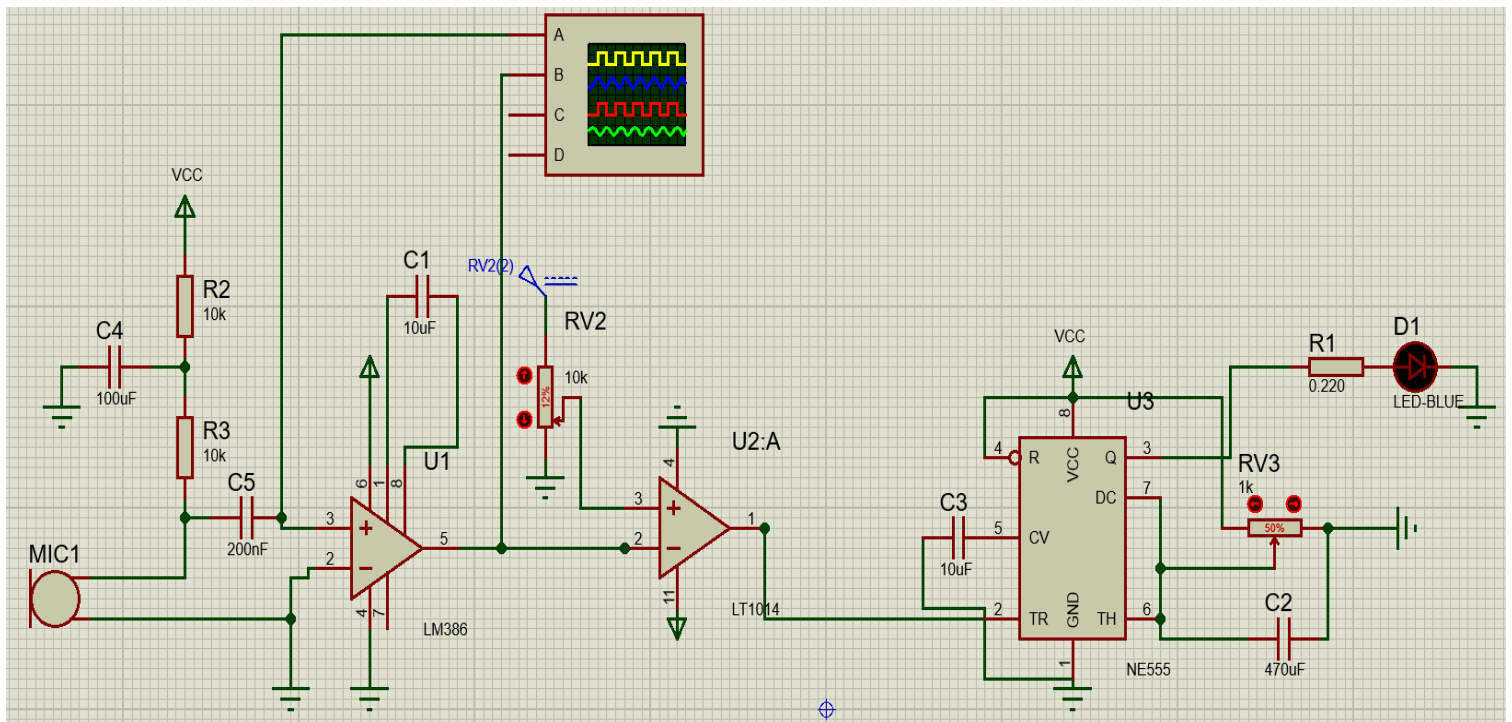 A
B
C
D
VCC
R2
10k
C4
100uF
R3
10k
C5
200nF
MIC1
C1
10uF
6
1
8
U1
3
2
5
4
7
LM386
RV2(2)
RV2
10k
12%
U2:A
4
3
2
1
11
LT1014
VCC
U3
8
4
R
VCC
Q
3
DC
7
C3
10uF
5
CV
2
TR
GND
TH
6
1
NE555
R1
0.220
D1
LED-BLUE
RV3
1k
50%
C2
470uF